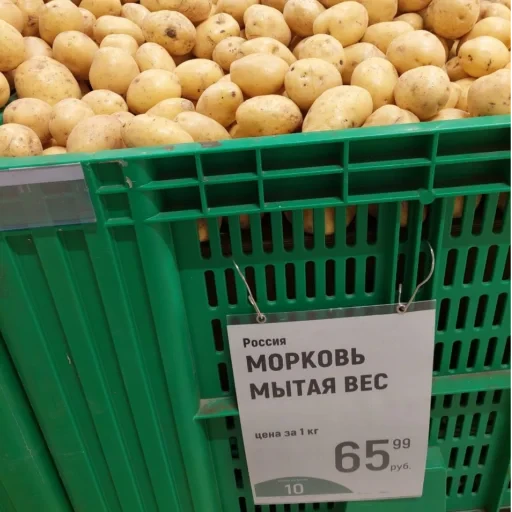 Россия
МОРКОВЬ
МЫТАЯ ВЕС
цена за 1 кг
65 99
руб.
10